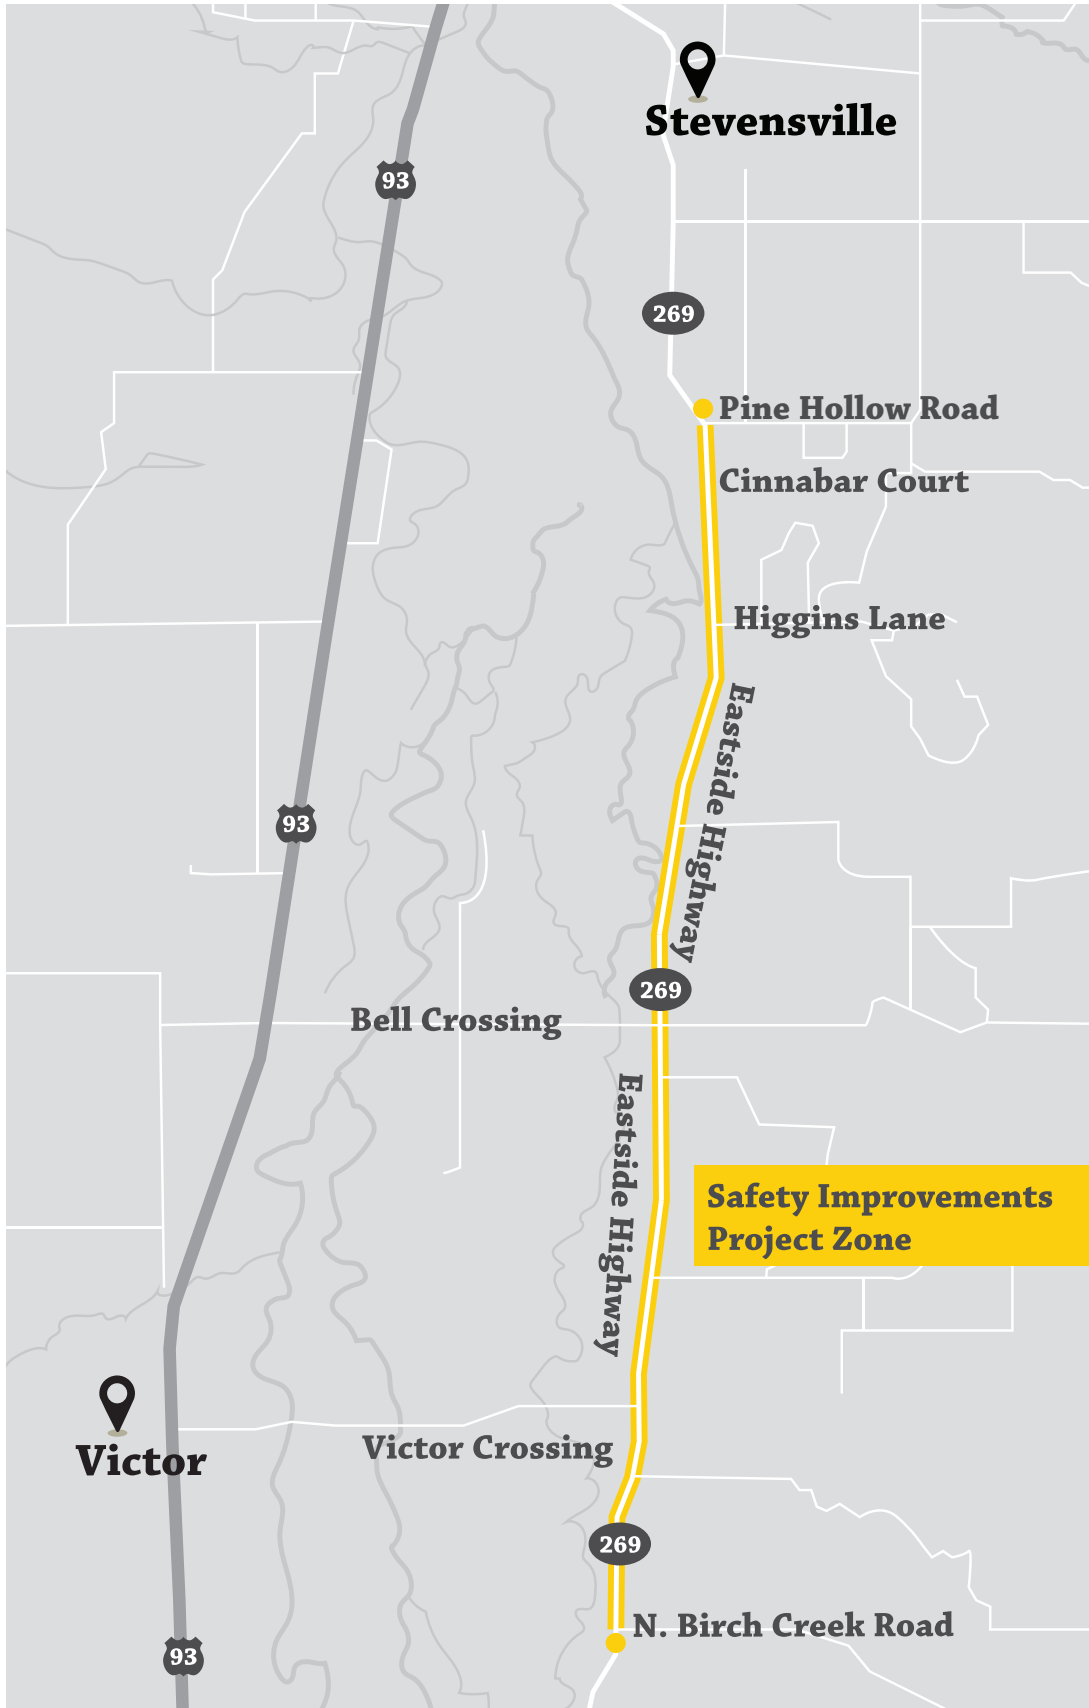 Stevensville
93
269
Pine Hollow Road
Cinnabar Court
Higgins Lane
Eastside Highway
93
269
Bell Crossing
Eastside Highway
Safety Improvements
Project Zone
Victor Crossing
Victor
269
N. Birch Creek Road
93